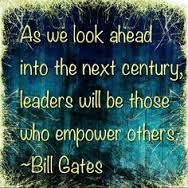 As we look ahead
into the next century,
leaders will be those
who empower others.
~Bill Gates